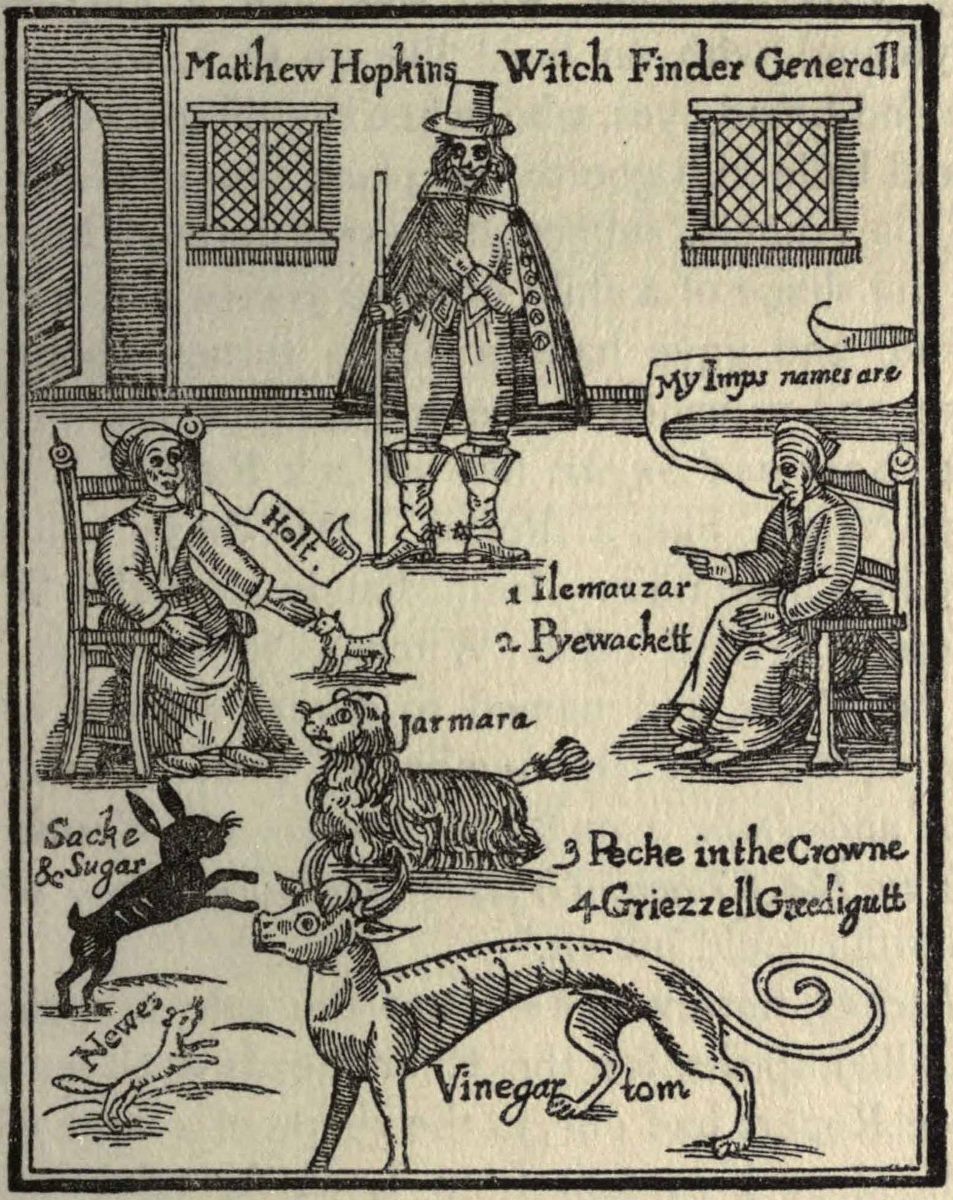 Matthew Hopkins Witch Finder Generall
My Imps names are
Holt.
1 Ilemauzar
2 Pyewackett
Jarmara
Sacke
& Sugar
3 Pecke in the Crowne
4 Griezzell Greedigutt
Newes
Vinegar tom